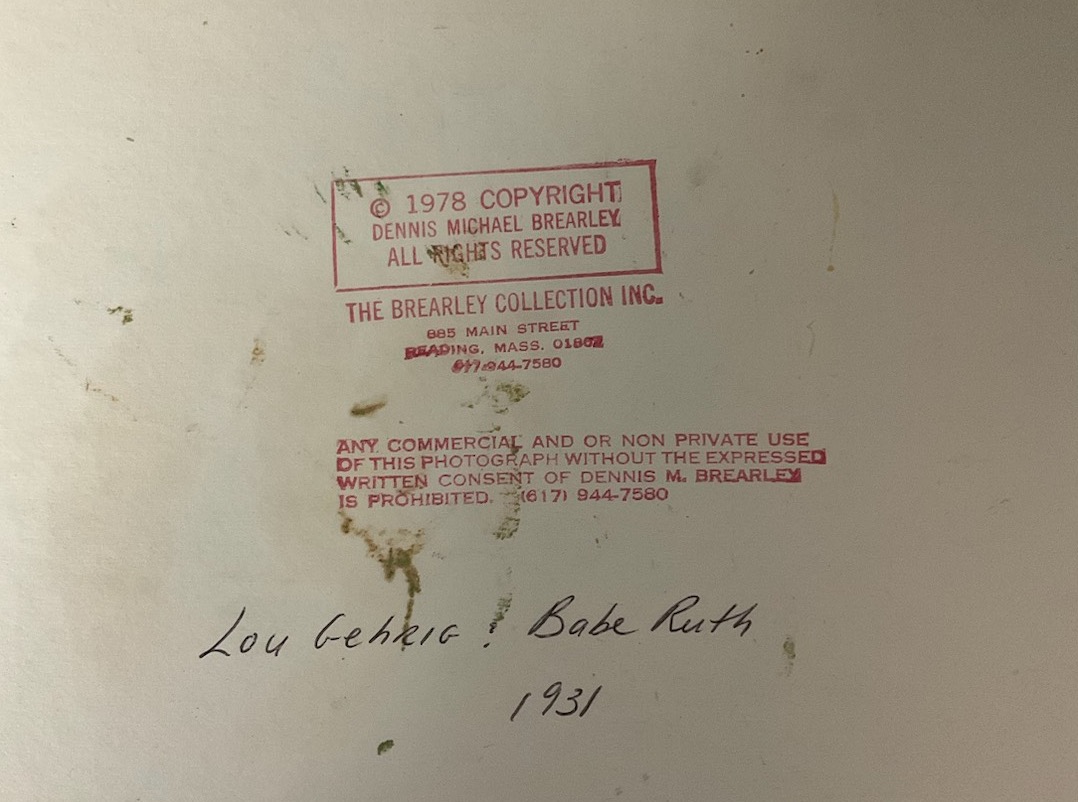 © 1978 COPYRIGHT
DENNIS MICHAEL BREARLEY
ALL RIGHTS RESERVED
THE BREARLEY COLLECTION INC.
885 MAIN STREET
READING, MASS. 01867
617-944-7580
ANY COMMERCIAL AND OR NON PRIVATE USE
OF THIS PHOTOGRAPH WITHOUT THE EXPRESSED
WRITTEN CONSENT OF DENNIS M. BREARLEY
IS PROHIBITED. (617) 944-7580
Lou Gehrig & Babe Ruth
1931